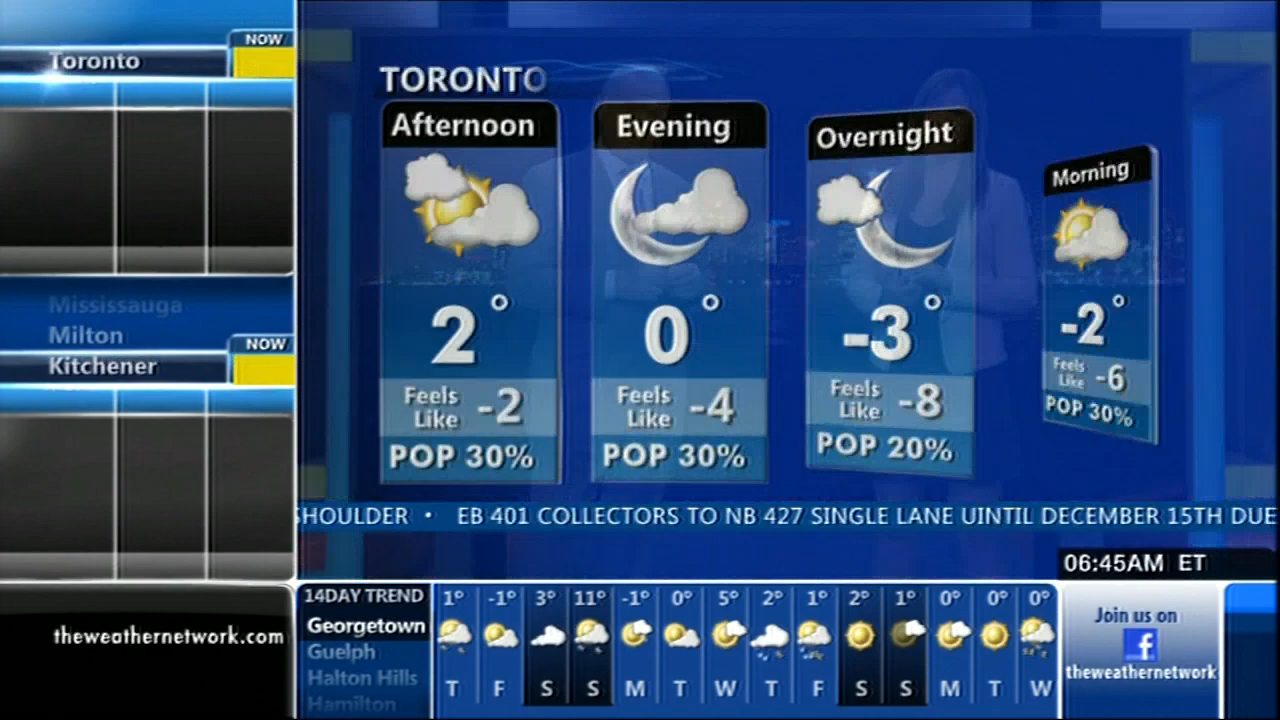 NOW
Toronto
Mississauga
Milton
NOW
Kitchener
theweathernetwork.com
TORONTO
Afternoon
2°
Feels Like -2
POP 30%
Evening
0°
Feels Like -4
POP 30%
Overnight
-3°
Feels Like -8
POP 20%
Morning
-2°
Feels Like -6
POP 30%
SHOULDER • EB 401 COLLECTORS TO NB 427 SINGLE LANE UINTIL DECEMBER 15TH DUE
06:45AM ET
14DAY TREND
Georgetown
Guelph
Halton Hills
Hamilton
1° -1° 3° 11° -1° 0° 5° 2° 1° 2° 1° 0° 0° 0°
T F S S M T W T F S S M T W
Join us on
f
theweathernetwork